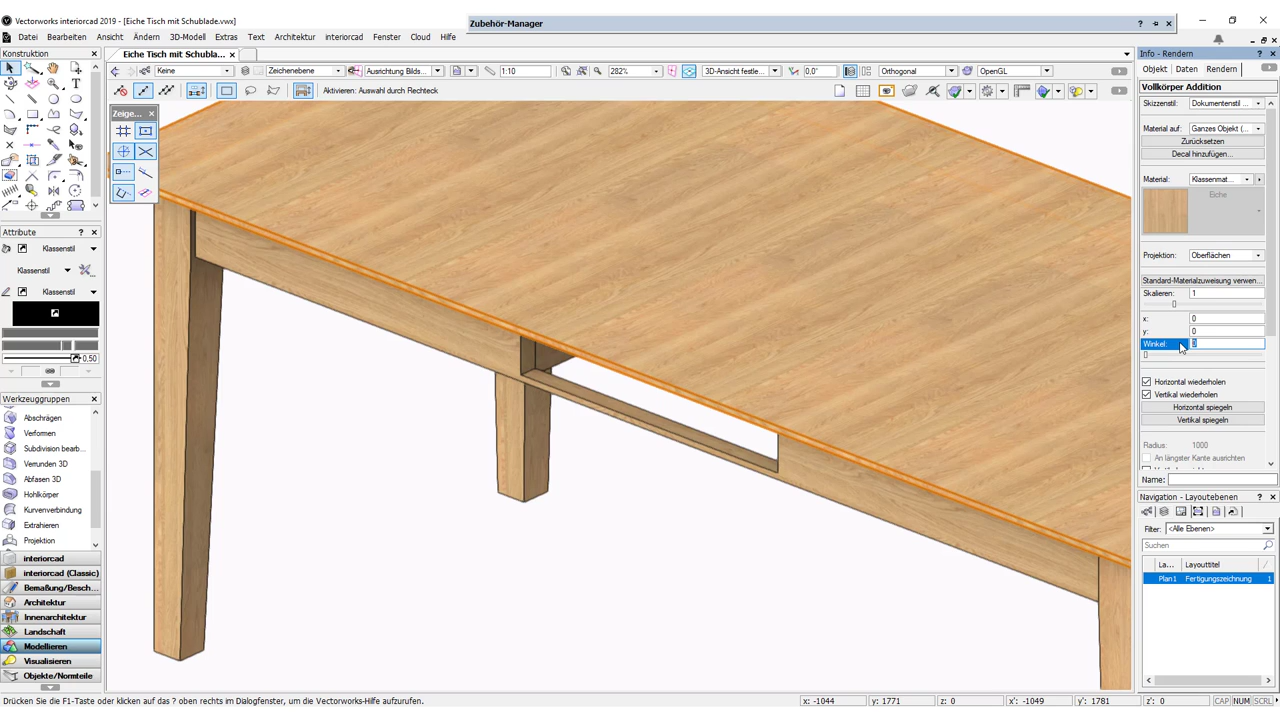 Vectorworks interiorcad 2019 - [Eiche Tisch mit Schublade.vwx]
Zubehör-Manager
?
Datei Bearbeiten Ansicht Ändern 3D-Modell Extras Text Architektur interiorcad Fenster Cloud Hilfe
Konstruktion
Eiche Tisch mit Schubla...
Keine
Zeichenebene
Ausrichtung Bilds...
1:10
282%
3D-Ansicht festle...
0,0°
Orthogonal
OpenGL
Aktivieren: Auswahl durch Rechteck
Zeige...
Attribute
?
Klassenstil
Klassenstil
Klassenstil
0,50
Werkzeuggruppen
?
Abschrägen
Verformen
Subdivision bearb...
Verrunden 3D
Abfasen 3D
Hohlkörper
Kurvenverbindung
Extrahieren
Projektion
interiorcad
interiorcad (Classic)
Bemaßung/Besch...
Architektur
Innenarchitektur
Landschaft
Modellieren
Visualisieren
Objekte/Normteile
Info - Rendern
?
Objekt Daten Rendern
Vollkörper Addition
Skizzenstil: Dokumentenstil ...
Material auf: Ganzes Objekt (...
Zurücksetzen
Decal hinzufügen...
Material: Klassenmat...
Eiche
Projektion: Oberflächen
Standard-Materialzuweisung verwen...
Skalieren: 1
x: 0
y: 0
Winkel: 0
Horizontal wiederholen
Vertikal wiederholen
Horizontal spiegeln
Vertikal spiegeln
Radius: 1000
An längster Kante ausrichten
Name:
Navigation - Layoutebenen
?
Filter: <Alle Ebenen>
Suchen
La... Layouttitel /
Plan1 Fertigungszeichnung 1
Drücken Sie die F1-Taste oder klicken auf das ? oben rechts im Dialogfenster, um die Vectorworks-Hilfe aufzurufen.
x: -1044 y: 1771 z: 0 x': -1049 y': 1781 z': 0 CAP NUM SCRL